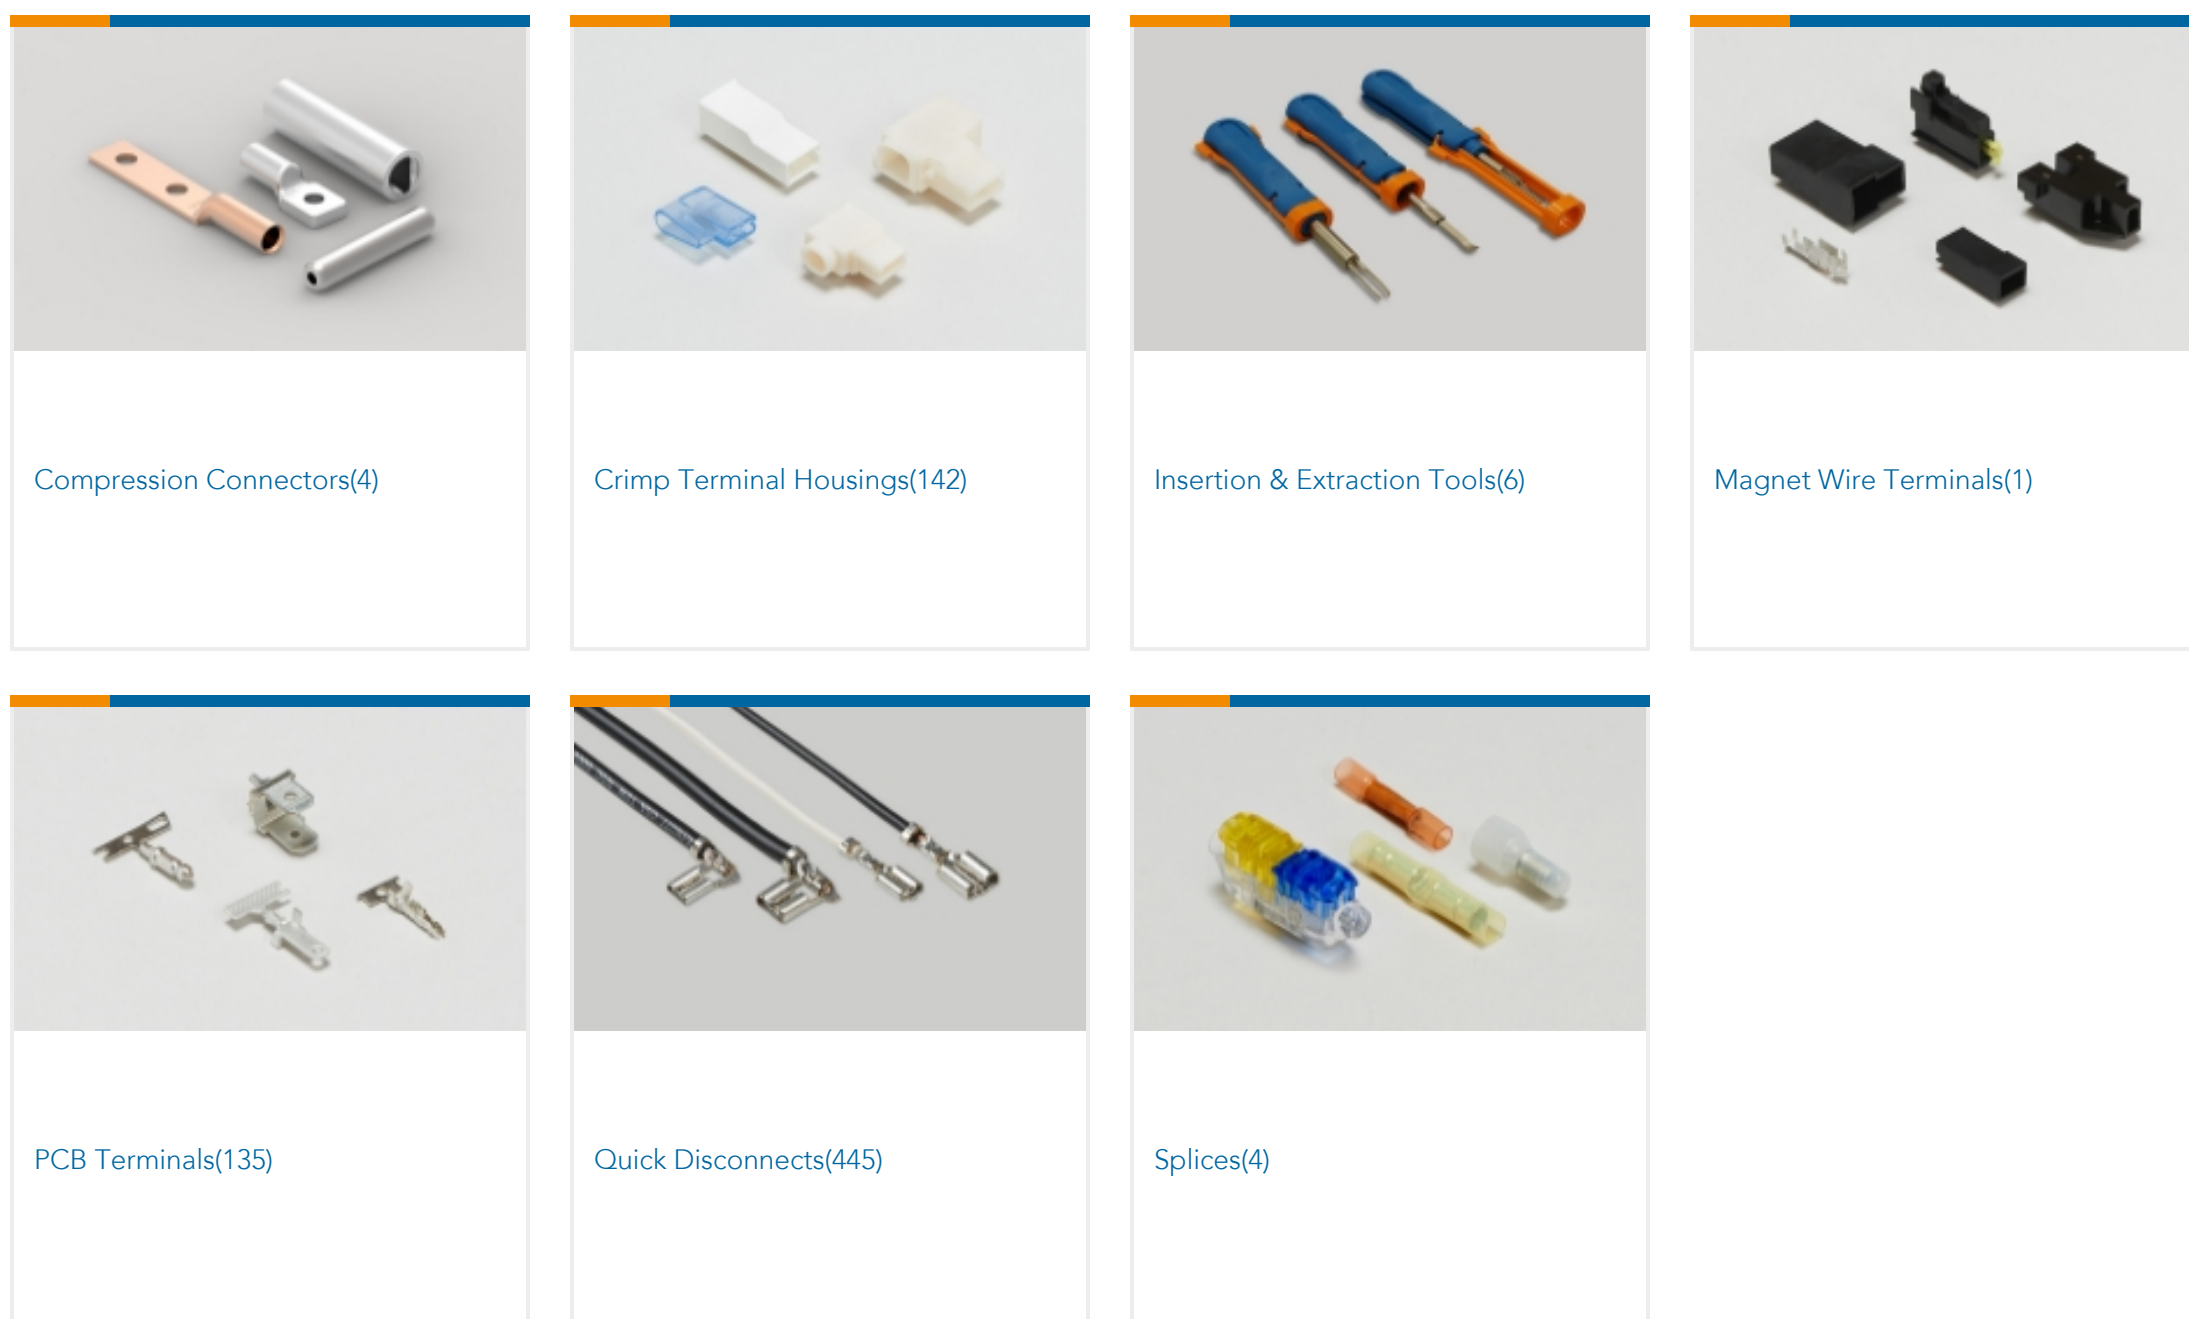 Compression Connectors(4)
Crimp Terminal Housings(142)
Insertion & Extraction Tools(6)
Magnet Wire Terminals(1)
PCB Terminals(135)
Quick Disconnects(445)
Splices(4)